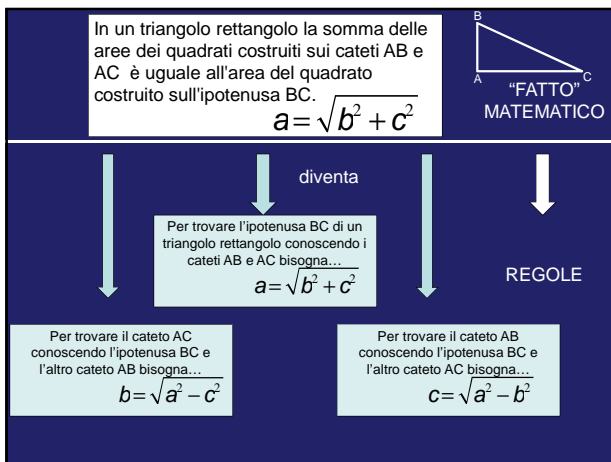 In un triangolo rettangolo la somma delle
aree dei quadrati costruiti sui cateti AB e
AC è uguale all'area del quadrato
costruito sull'ipotenusa BC.
a = √(b² + c²)
B
A
C
"FATTO"
MATEMATICO
diventa
Per trovare l'ipotenusa BC di un
triangolo rettangolo conoscendo i
cateti AB e AC bisogna…
a = √(b² + c²)
REGOLE
Per trovare il cateto AC
conoscendo l'ipotenusa BC e
l'altro cateto AB bisogna…
b = √(a² − c²)
Per trovare il cateto AB
conoscendo l'ipotenusa BC e
l'altro cateto AC bisogna…
c = √(a² − b²)